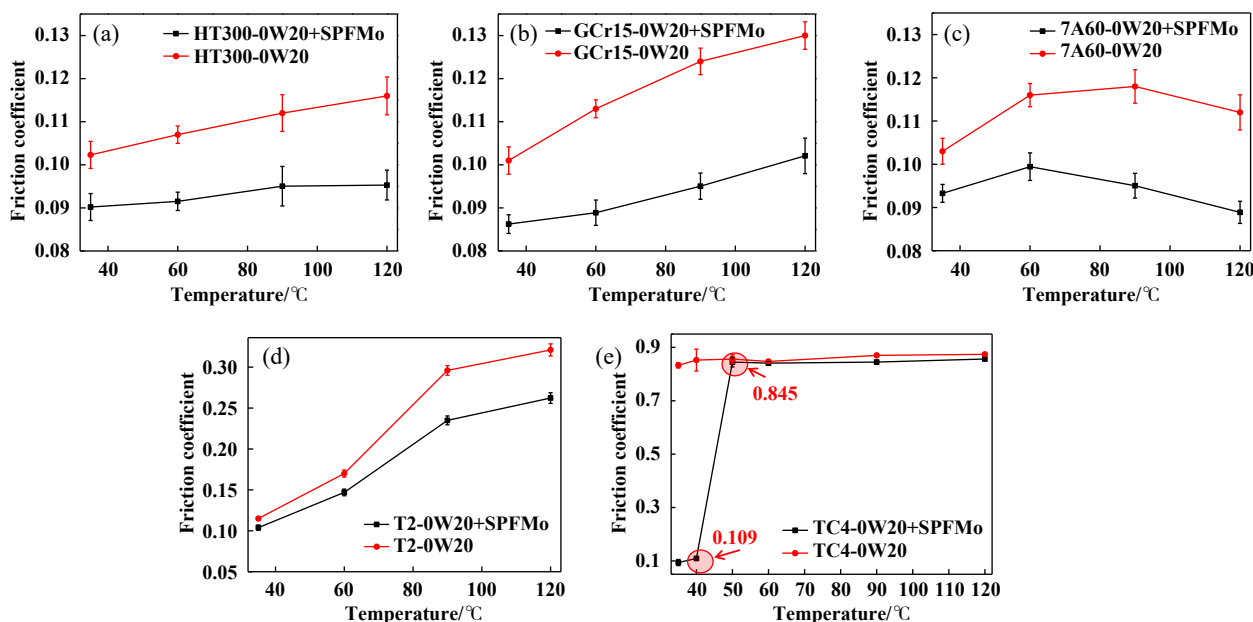 (a)
HT300-0W20+SPFMo
HT300-0W20
Friction coefficient
0.13
0.12
0.11
0.10
0.09
0.08
40
60
80
100
120
Temperature/℃
(b)
GCr15-0W20+SPFMo
GCr15-0W20
Friction coefficient
0.13
0.12
0.11
0.10
0.09
0.08
40
60
80
100
120
Temperature/℃
(c)
7A60-0W20+SPFMo
7A60-0W20
Friction coefficient
0.13
0.12
0.11
0.10
0.09
0.08
40
60
80
100
120
Temperature/℃
(d)
T2-0W20+SPFMo
T2-0W20
Friction coefficient
0.30
0.25
0.20
0.15
0.10
0.05
40
60
80
100
120
Temperature/℃
(e)
0.845
0.109
TC4-0W20+SPFMo
TC4-0W20
Friction coefficient
0.9
0.7
0.5
0.3
0.1
40
50
60
70
80
90
100
110
120
Temperature/℃